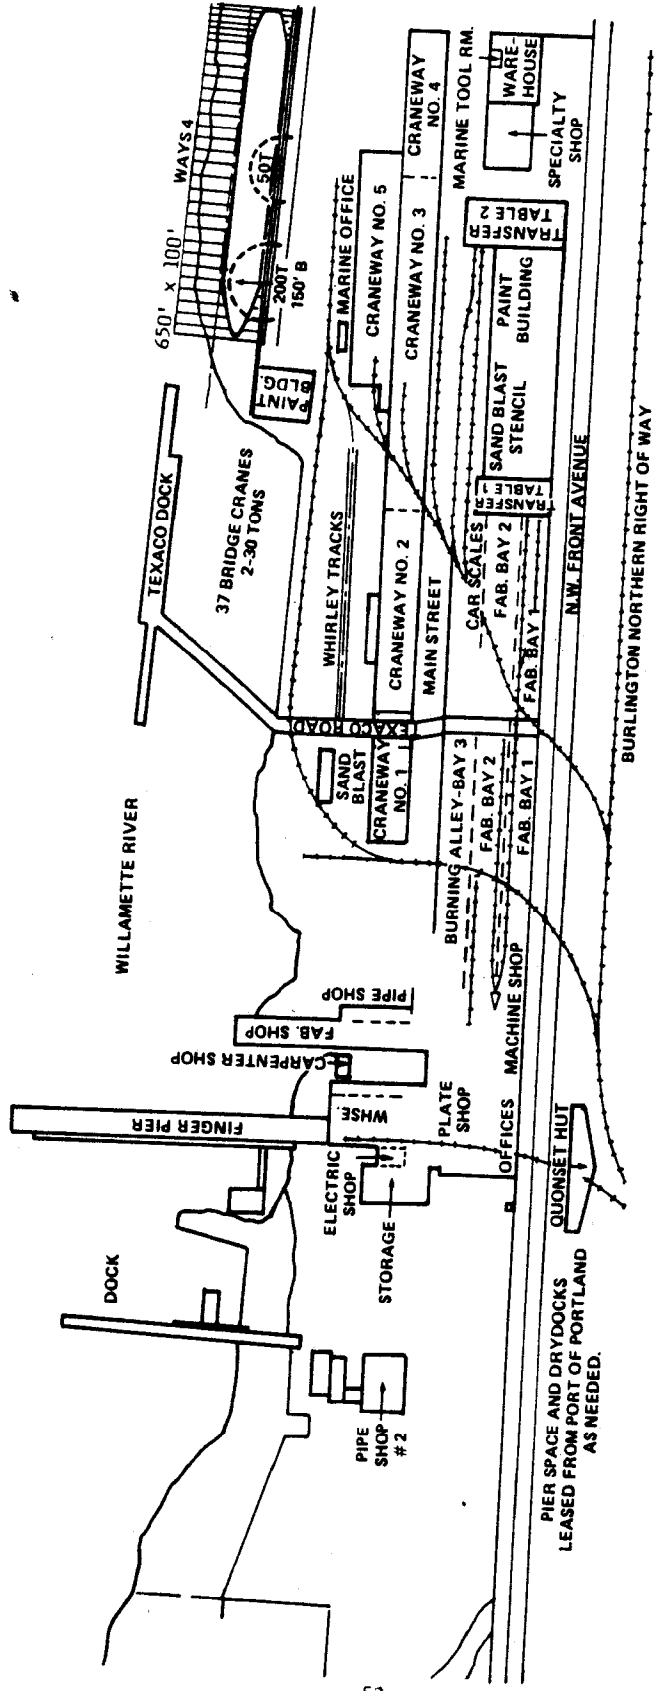 WILLAMETTE RIVER
DOCK
FINGER PIER
TEXACO DOCK
37 BRIDGE CRANES
2-30 TONS
650' x 100'
WAYS 4
50T
200T
150' B
PAINT
BLDG.
MARINE OFFICE
WHIRLEY TRACKS
EXACO ROAD
SAND
BLAST
CRANEWAY
NO. 1
CRANEWAY NO. 2
CRANEWAY NO. 3
CRANEWAY
NO. 4
CRANEWAY NO. 5
MAIN STREET
MARINE TOOL RM.
WARE-
HOUSE
SPECIALTY
SHOP
TRANSFER
TABLE 2
PAINT
BUILDING
SAND BLAST
STENCIL
TRANSFER
TABLE 1
CAR SCALES
FAB. BAY 2
FAB. BAY 1
BURNING ALLEY-BAY 3
FAB. BAY 2
FAB. BAY 1
MACHINE SHOP
PIPE SHOP
FAB. SHOP
CARPENTER SHOP
WHSE.
PLATE
SHOP
OFFICES
ELECTRIC
SHOP
STORAGE
PIPE
SHOP
#2
QUONSET HUT
N.W. FRONT AVENUE
BURLINGTON NORTHERN RIGHT OF WAY
PIER SPACE AND DRYDOCKS
LEASED FROM PORT OF PORTLAND
AS NEEDED.